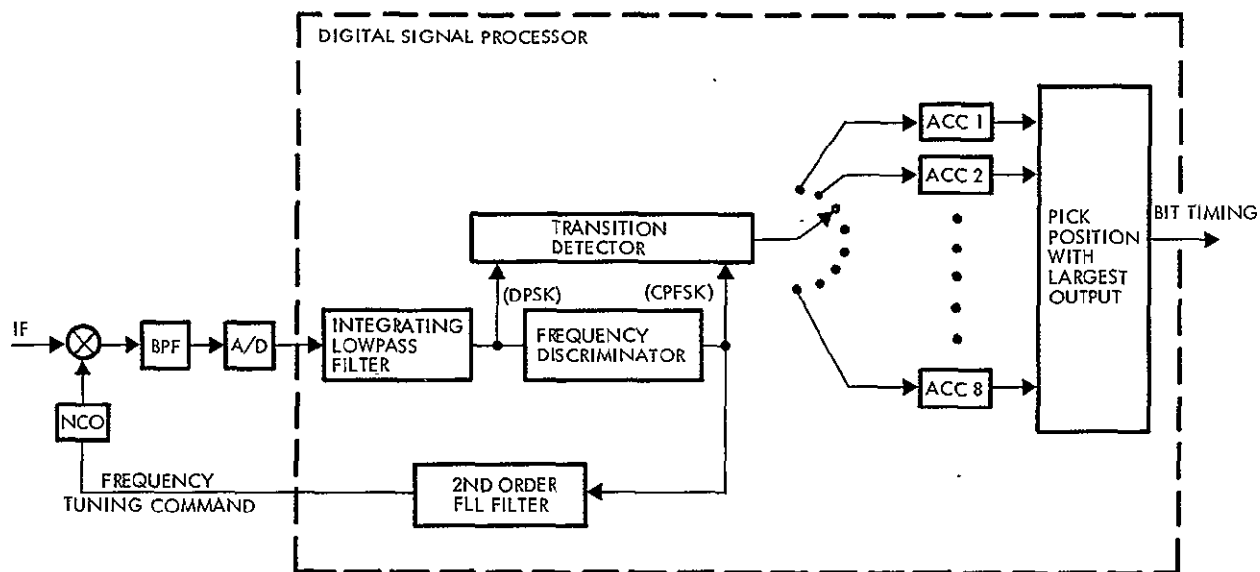 DIGITAL SIGNAL PROCESSOR
ACC 1
ACC 2
TRANSITION
DETECTOR
PICK
POSITION
WITH
LARGEST
OUTPUT
BIT TIMING
(DPSK)
(CPFSK)
IF
BPF
A/D
INTEGRATING
LOWPASS
FILTER
FREQUENCY
DISCRIMINATOR
ACC 8
NCO
FREQUENCY
TUNING COMMAND
2ND ORDER
FLL FILTER